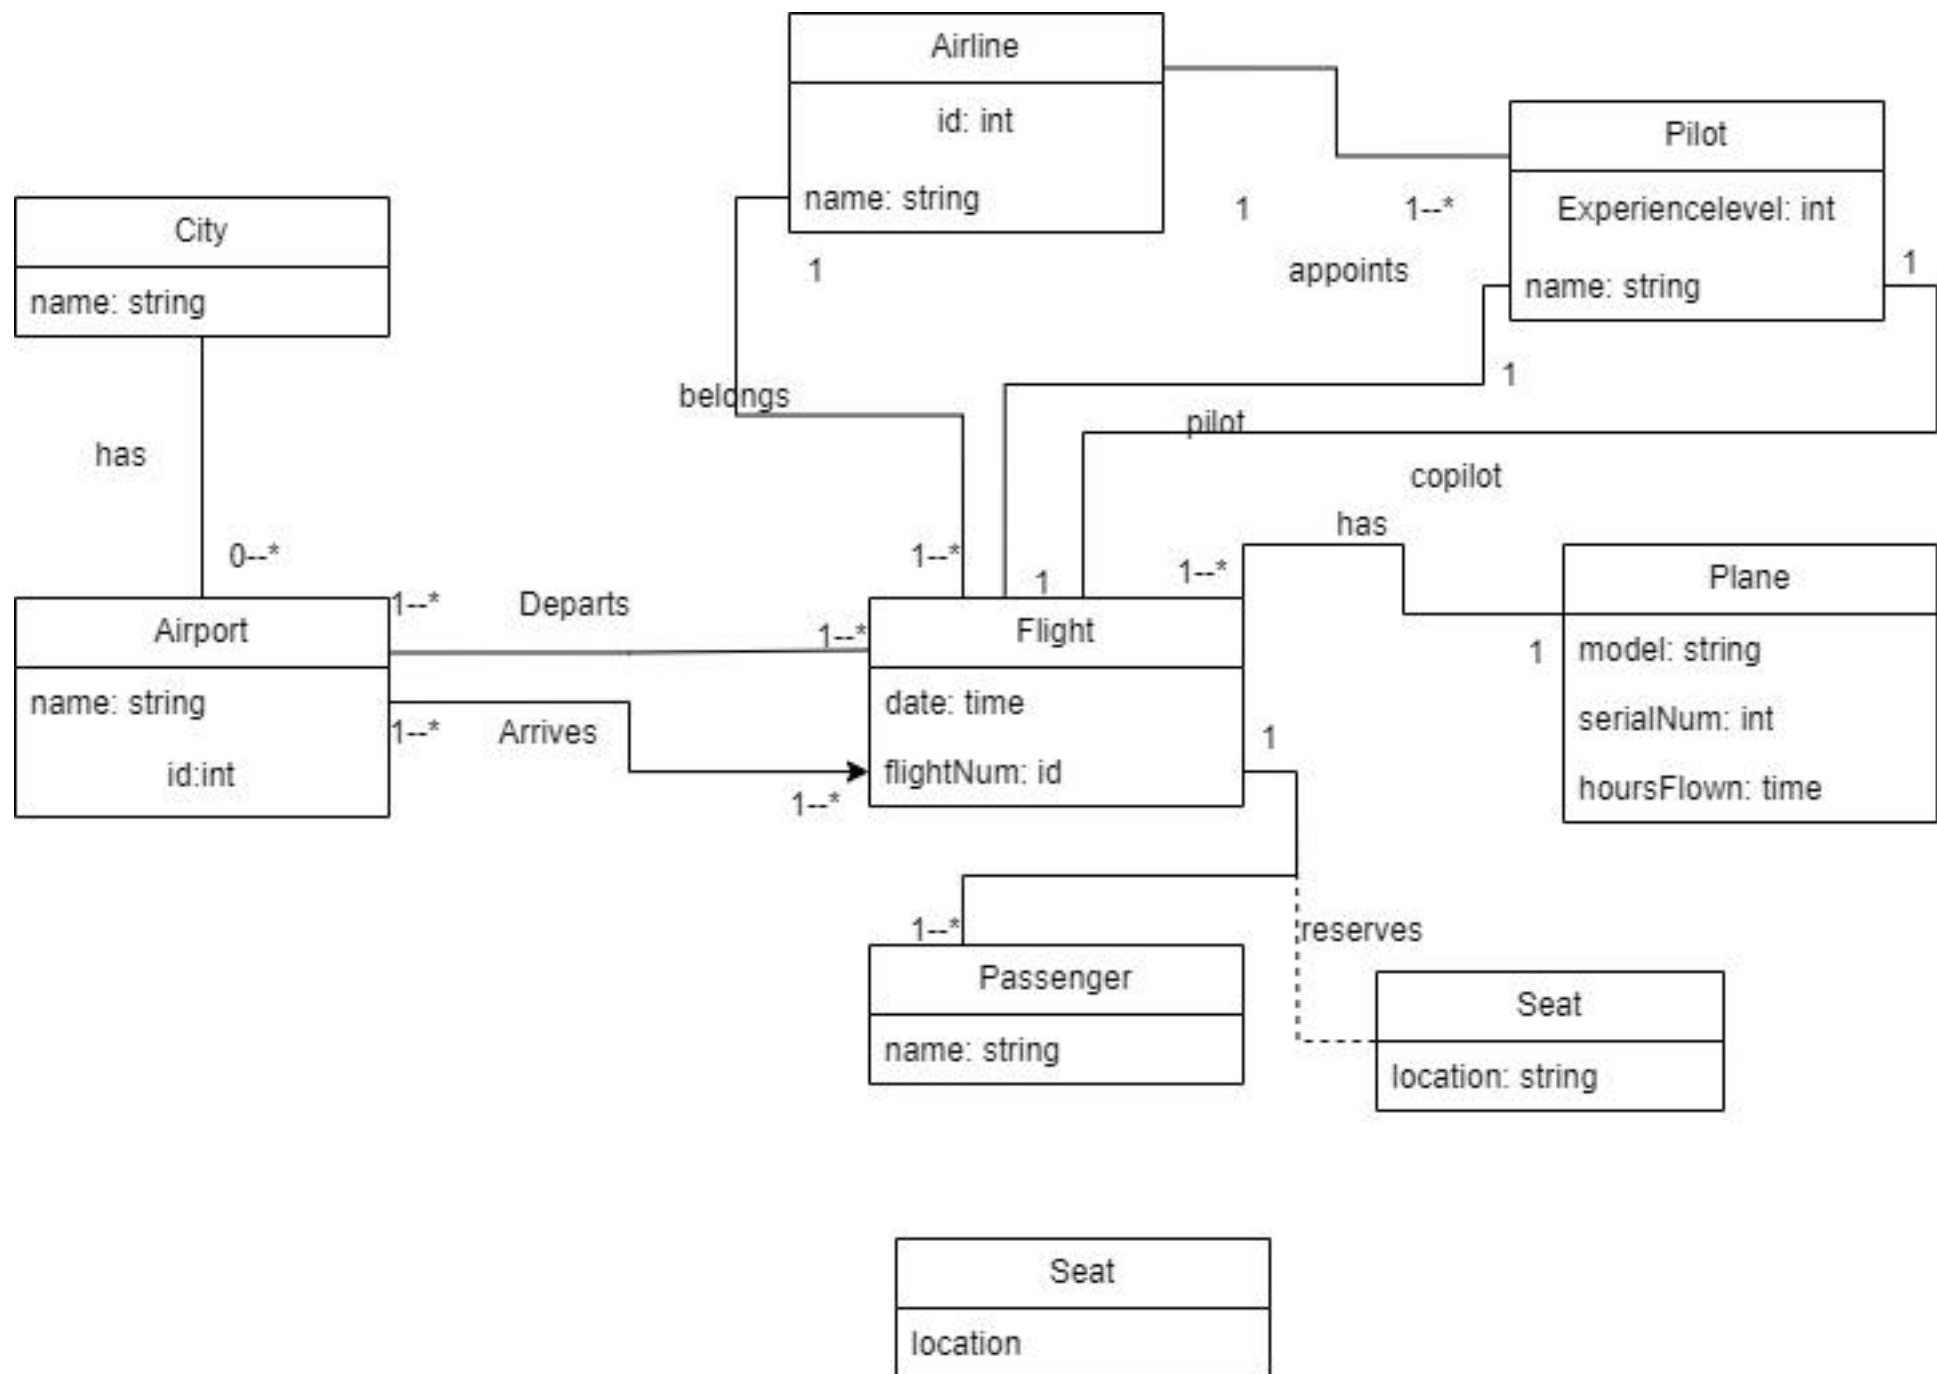 Airline
id: int
name: string
Pilot
Experiencelevel: int
name: string
1
1--*
appoints
1
City
name: string
1
belongs
1
pilot
copilot
has
0--*
has
1--*
1
1--*
1
Plane
model: string
serialNum: int
hoursFlown: time
Airport
name: string
id:int
1--*
Departs
1--*
1--*
Arrives
1--*
Flight
date: time
flightNum: id
1
1--*
reserves
Passenger
name: string
Seat
location: string
Seat
location